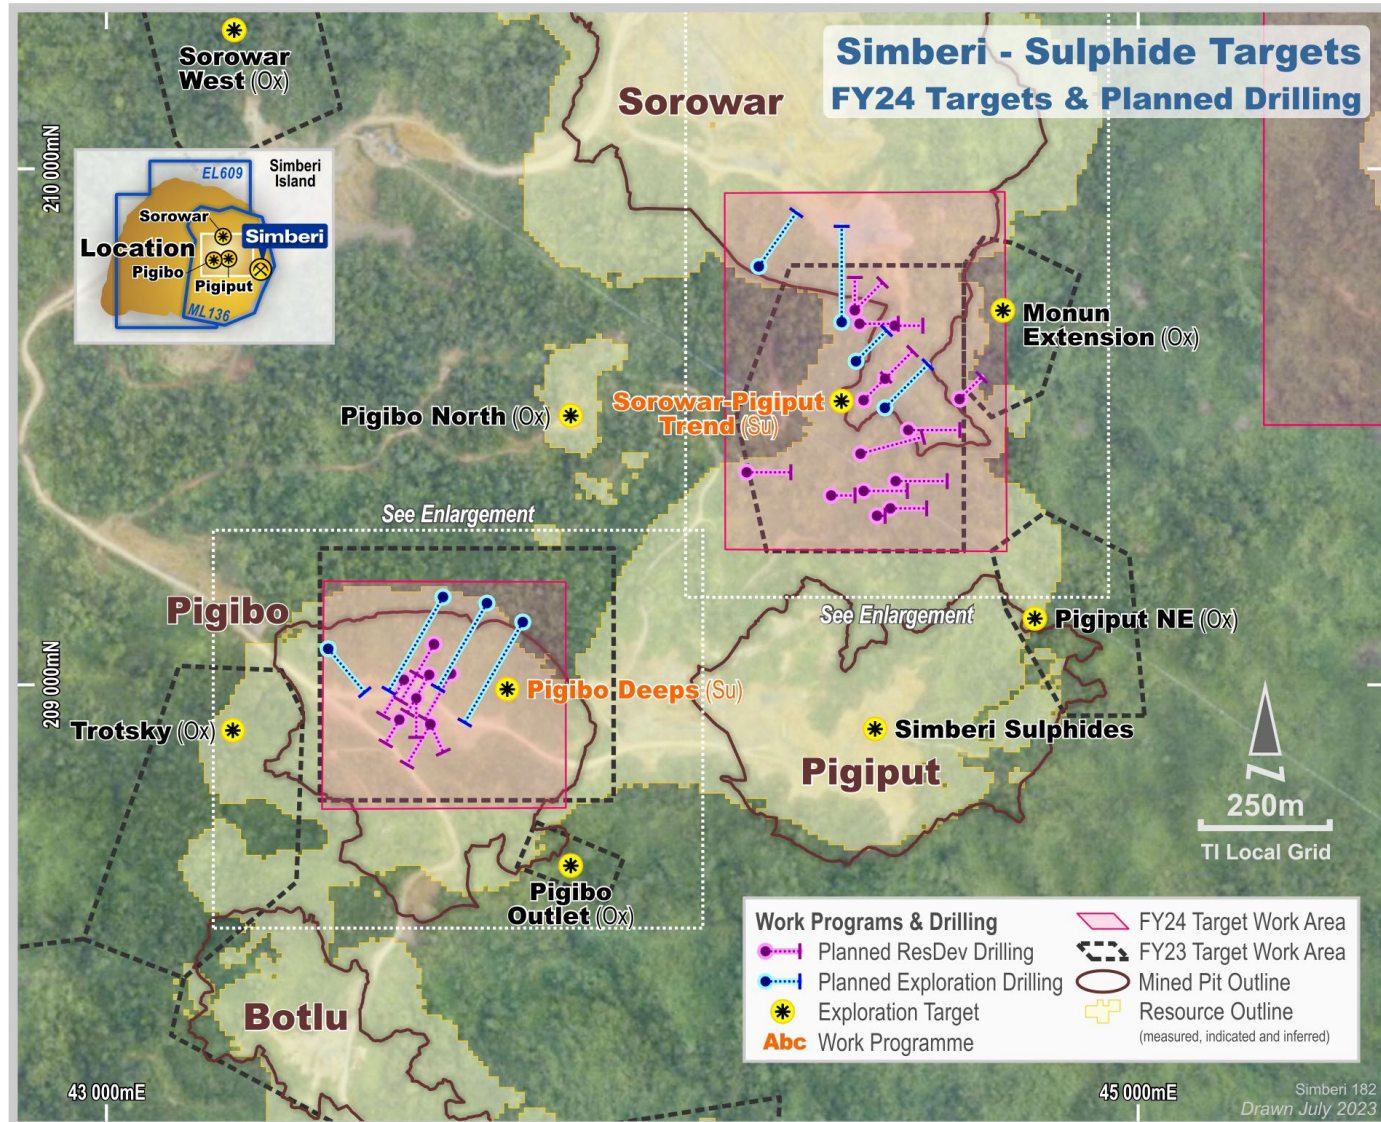 Simberi - Sulphide Targets
FY24 Targets & Planned Drilling
Sorowar
West (Ox)
Sorowar
210 000mN
Simberi
Island
EL609
Sorowar
Simberi
Location
Pigibo
Pigiput
ML136
Monun
Extension (Ox)
Pigibo North (Ox)
Sorowar-Pigiput
Trend (Su)
See Enlargement
Pigibo
See Enlargement
Pigiput NE (Ox)
209 000mN
Pigibo Deeps (Su)
Trotsky (Ox)
Simberi Sulphides
Pigiput
N
250m
TI Local Grid
Pigibo
Outlet (Ox)
Botlu
Work Programs & Drilling
Planned ResDev Drilling
Planned Exploration Drilling
Exploration Target
Abc Work Programme
FY24 Target Work Area
FY23 Target Work Area
Mined Pit Outline
Resource Outline
(measured, indicated and inferred)
43 000mE
45 000mE
Simberi 182
Drawn July 2023